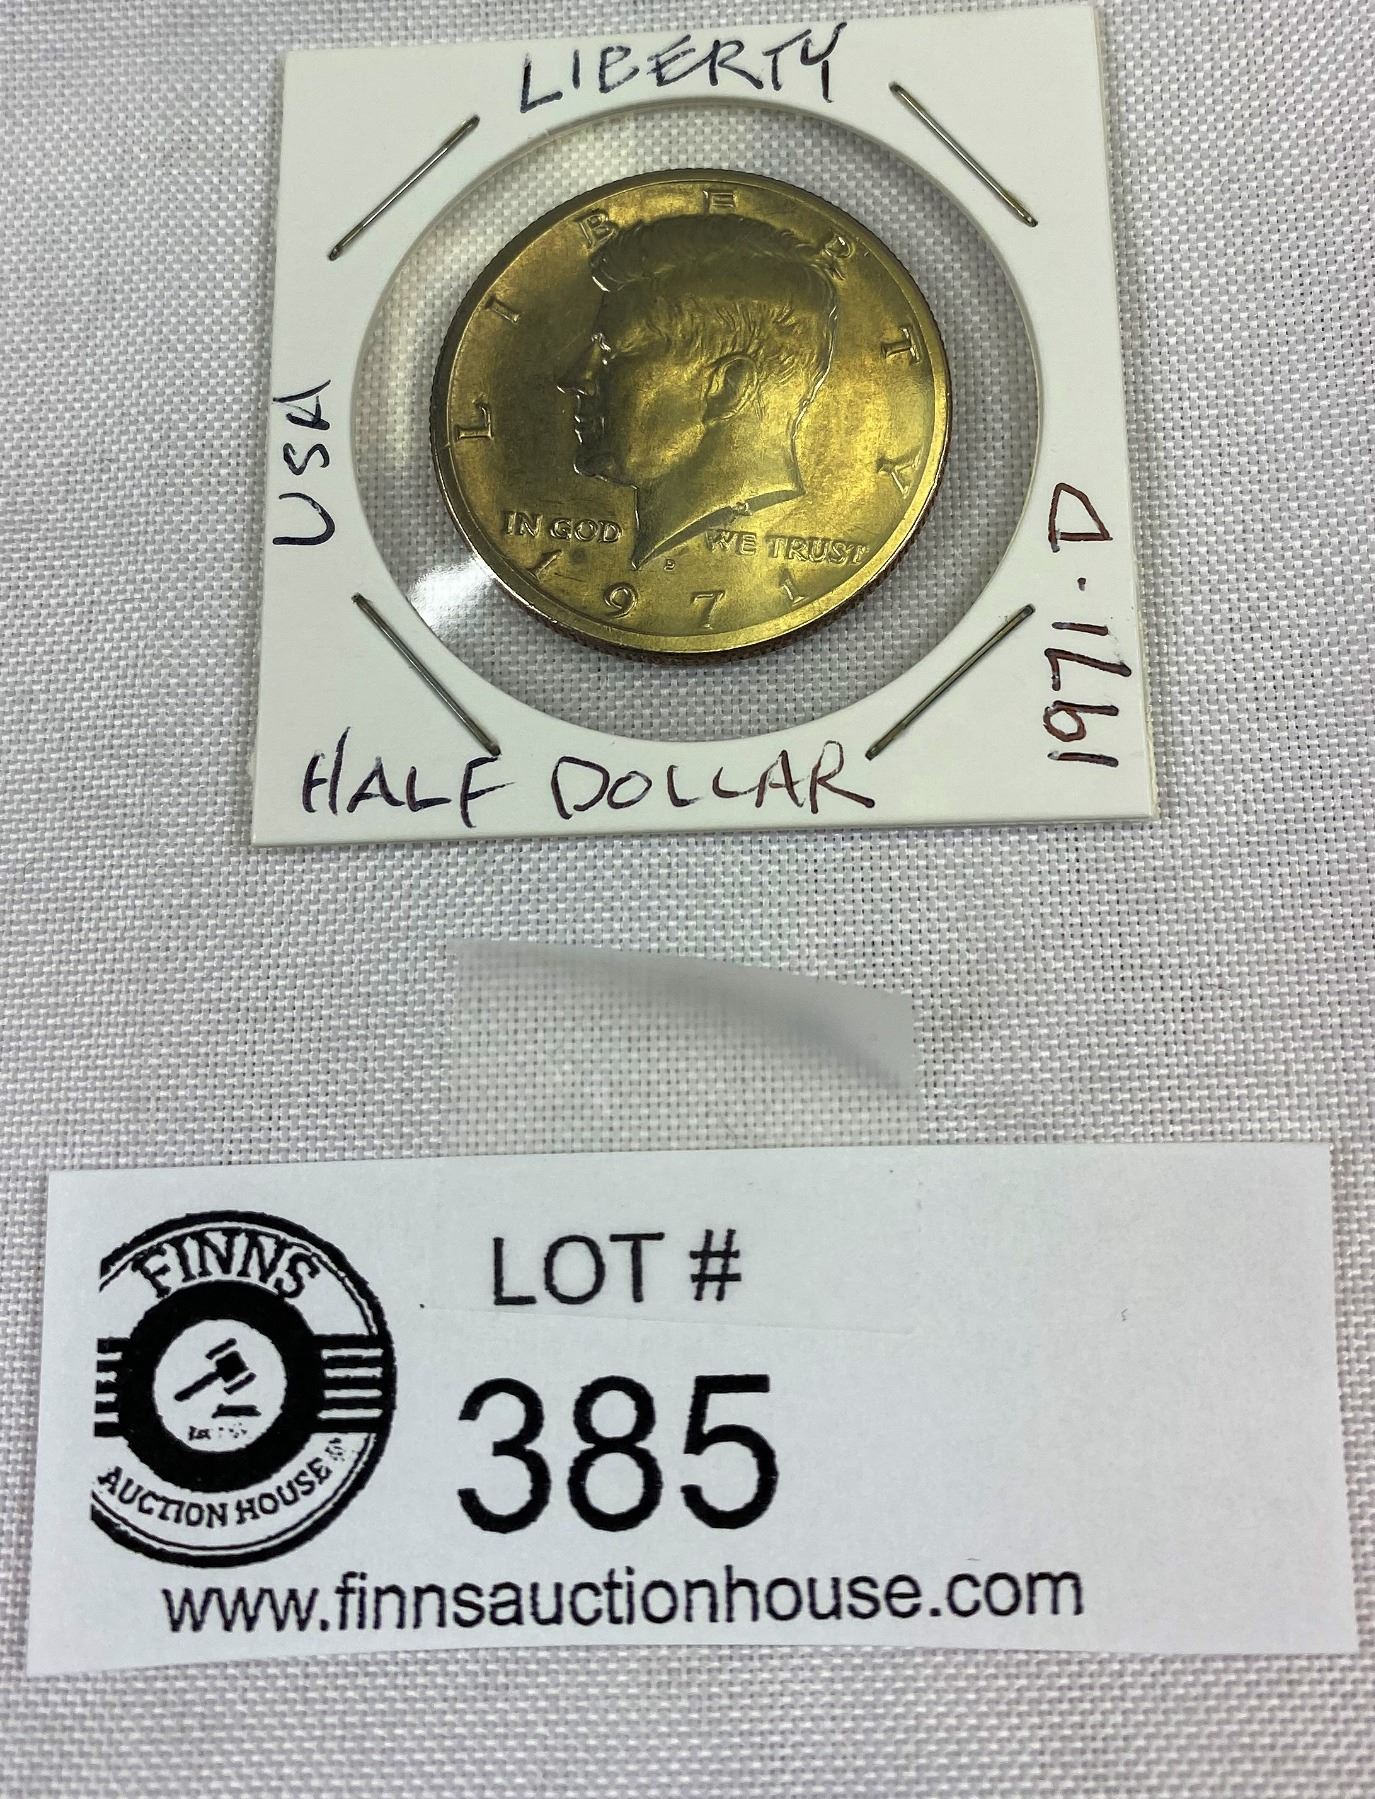 LIBERTY
USA
LIBERTY
IN GOD WE TRUST
D
1971
1971-D
HALF DOLLAR
FINNS
AUCTION HOUSE
LOT #
385
www.finnsauctionhouse.com